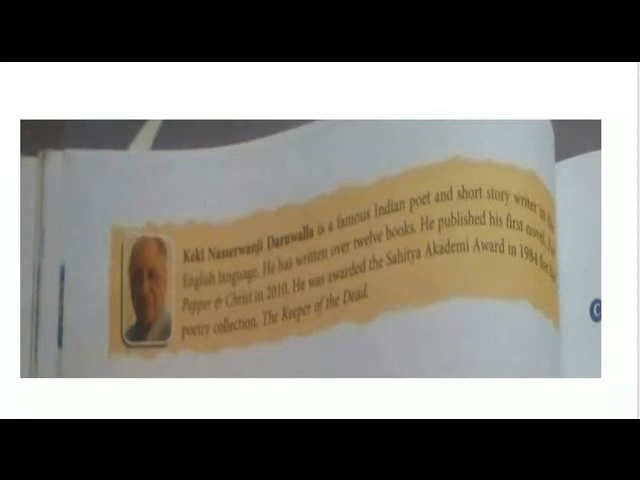 Keki Nasserwanji Daruwalla is a famous Indian poet and short story writer in the
English language. He has written over twelve books. He published his first novel,
Pepper & Christ in 2010. He was awarded the Sahitya Akademi Award in 1984 for his
poetry collection, The Keeper of the Dead.
C